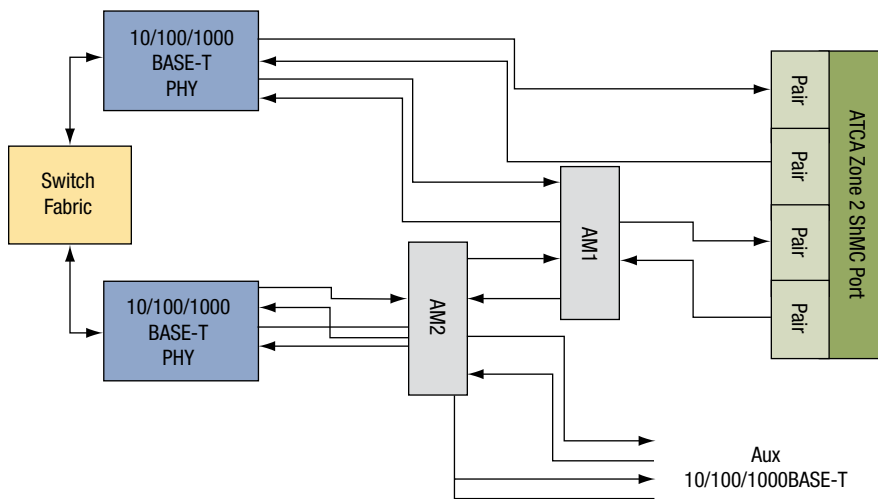 10/100/1000
BASE-T
PHY
Switch
Fabric
10/100/1000
BASE-T
PHY
AM2
AM1
Pair
Pair
Pair
Pair
ATCA Zone 2 ShMC Port
Aux
10/100/1000BASE-T